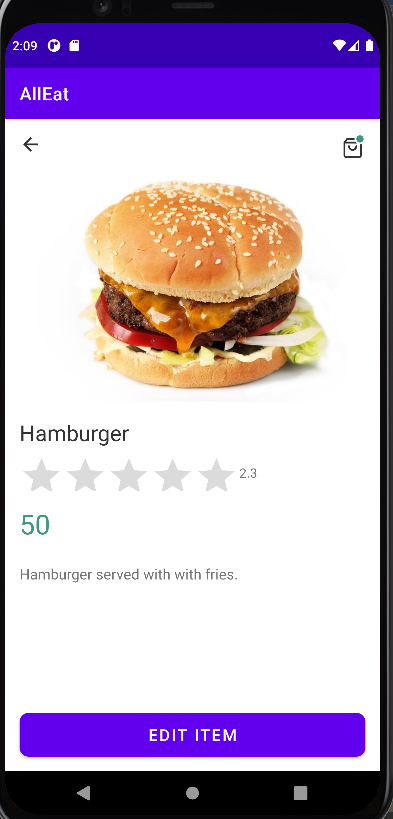 2:09
AllEat
Hamburger
2.3
50
Hamburger served with with fries.
EDIT ITEM